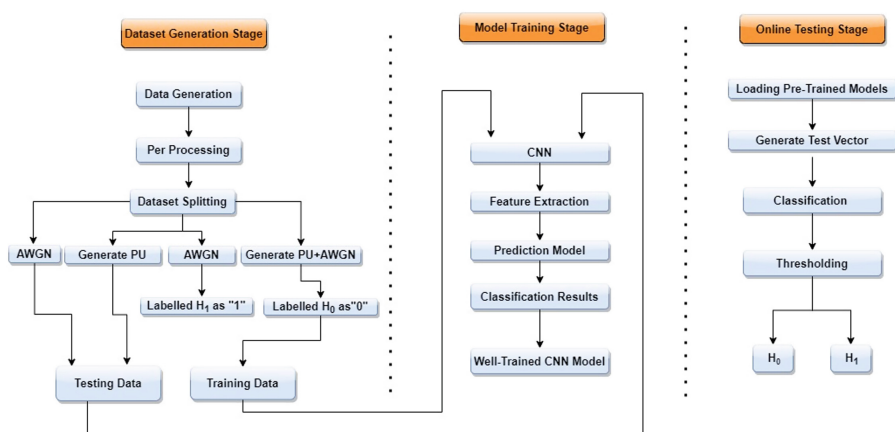 Dataset Generation Stage
Data Generation
Per Processing
Dataset Splitting
AWGN
Generate PU
AWGN
Generate PU+AWGN
Labelled H₁ as "1"
Labelled H₀ as"0"
Testing Data
Training Data
Model Training Stage
CNN
Feature Extraction
Prediction Model
Classification Results
Well-Trained CNN Model
Online Testing Stage
Loading Pre-Trained Models
Generate Test Vector
Classification
Thresholding
H₀
H₁